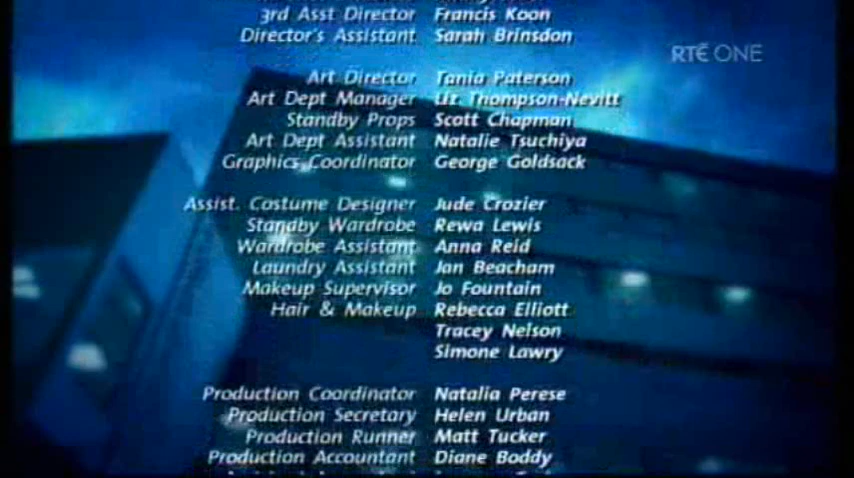 3rd Asst Director Francis Koon
Director's Assistant Sarah Brinsdon
RTÉ ONE
Art Director Tania Paterson
Art Dept Manager Liz Thompson-Nevitt
Standby Props Scott Chapman
Art Dept Assistant Natalie Tsuchiya
Graphics Coordinator George Goldsack
Assist. Costume Designer Jude Crozier
Standby Wardrobe Rewa Lewis
Wardrobe Assistant Anna Reid
Laundry Assistant Jan Beacham
Makeup Supervisor Jo Fountain
Hair & Makeup Rebecca Elliott
Tracey Nelson
Simone Lawry
Production Coordinator Natalia Perese
Production Secretary Helen Urban
Production Runner Matt Tucker
Production Accountant Diane Boddy